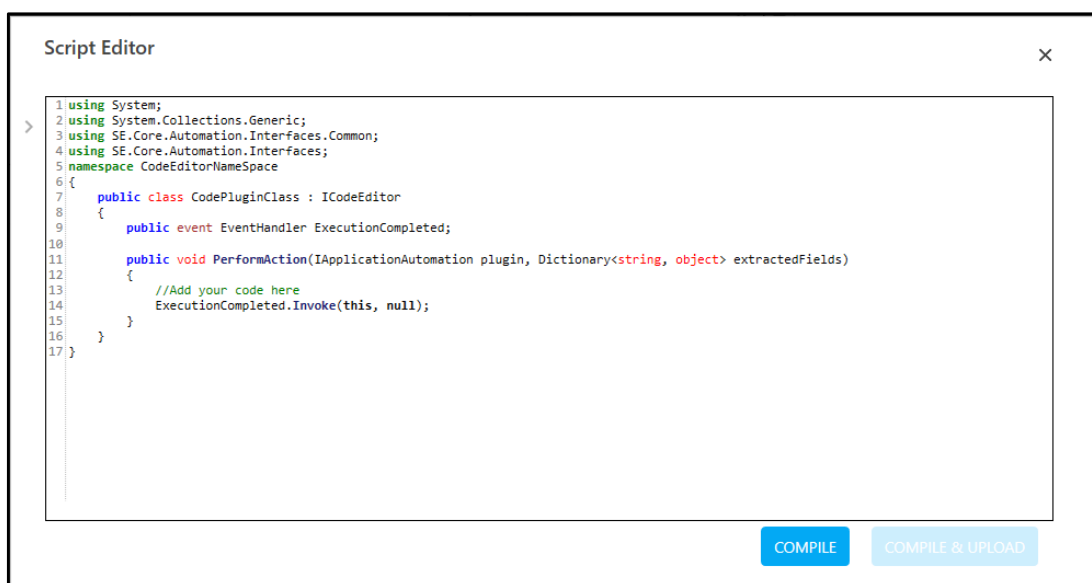 Script Editor
×
>
1 using System;
2 using System.Collections.Generic;
3 using SE.Core.Automation.Interfaces.Common;
4 using SE.Core.Automation.Interfaces;
5 namespace CodeEditorNameSpace
6 {
7     public class CodePluginClass : ICodeEditor
8     {
9         public event EventHandler ExecutionCompleted;
10
11         public void PerformAction(IApplicationAutomation plugin, Dictionary<string, object> extractedFields)
12         {
13             //Add your code here
14             ExecutionCompleted.Invoke(this, null);
15         }
16     }
17 }
COMPILE
COMPILE & UPLOAD